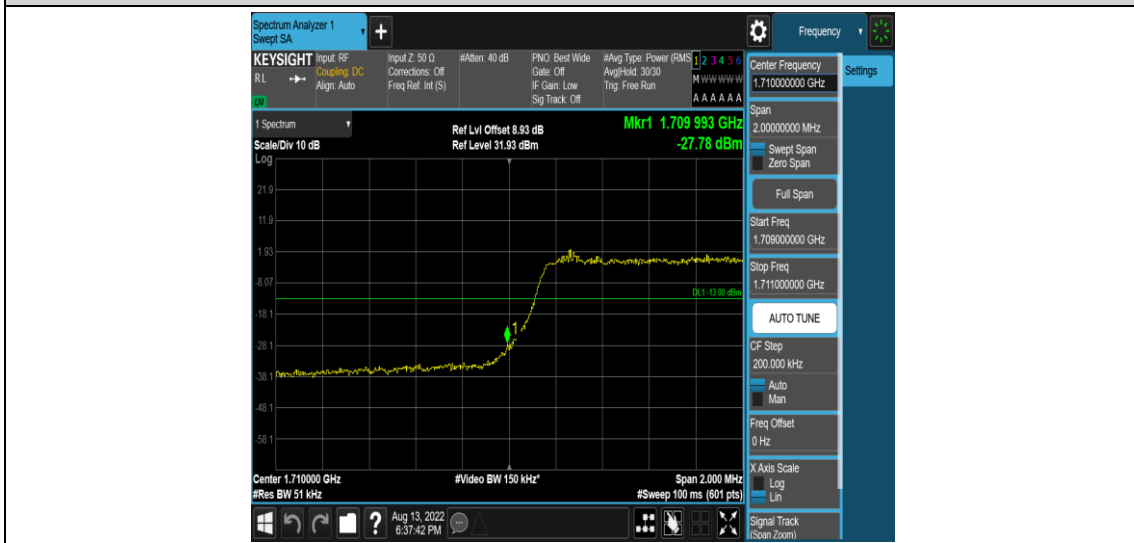 Spectrum Analyzer 1
Swept SA
+
Frequency
KEYSIGHT
RL
LXI
Input: RF
Coupling: DC
Align: Auto
Input Z: 50 Ω
Corrections: Off
Freq Ref: Int (S)
#Atten: 40 dB
PNO: Best Wide
Gate: Off
IF Gain: Low
Sig Track: Off
#Avg Type: Power (RMS
Avg|Hold: 30/30
Trig: Free Run
1 2 3 4 5 6
M W W W W W
A A A A A A
Center Frequency
1.710000000 GHz
Settings
Span
2.00000000 MHz
Swept Span
Zero Span
Full Span
Start Freq
1.709000000 GHz
Stop Freq
1.711000000 GHz
AUTO TUNE
CF Step
200.000 kHz
Auto
Man
Freq Offset
0 Hz
X Axis Scale
Log
Lin
Signal Track
(Span Zoom)
1 Spectrum
Scale/Div 10 dB
Ref Lvl Offset 8.93 dB
Ref Level 31.93 dBm
Mkr1 1.709 993 GHz
-27.78 dBm
Log
21.9
11.9
1.93
-8.07
DL1 -13.00 dBm
-18.1
1
-28.1
-38.1
-48.1
-58.1
Center 1.710000 GHz
#Res BW 51 kHz
#Video BW 150 kHz*
Span 2.000 MHz
#Sweep 100 ms (601 pts)
?
Aug 13, 2022
6:37:42 PM